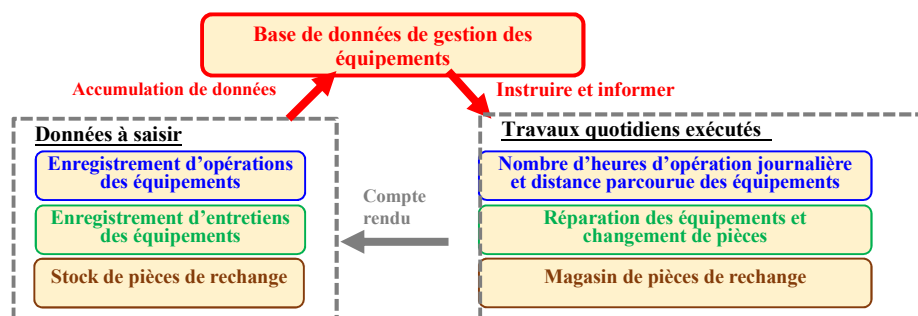 Base de données de gestion des
équipements
Accumulation de données
Instruire et informer
Données à saisir
Enregistrement d'opérations
des équipements
Enregistrement d'entretiens
des équipements
Stock de pièces de rechange
Compte
rendu
Travaux quotidiens exécutés
Nombre d'heures d'opération journalière
et distance parcourue des équipements
Réparation des équipements et
changement de pièces
Magasin de pièces de rechange